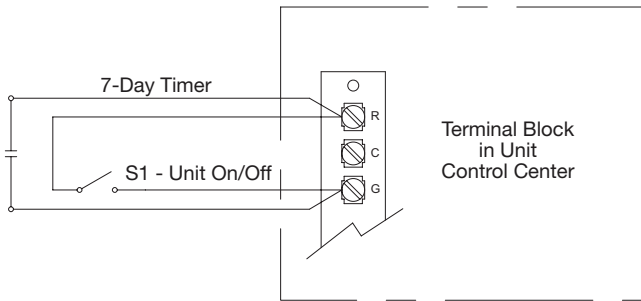 7-Day Timer
R
Terminal Block
in Unit
Control Center
C
S1 - Unit On/Off
G